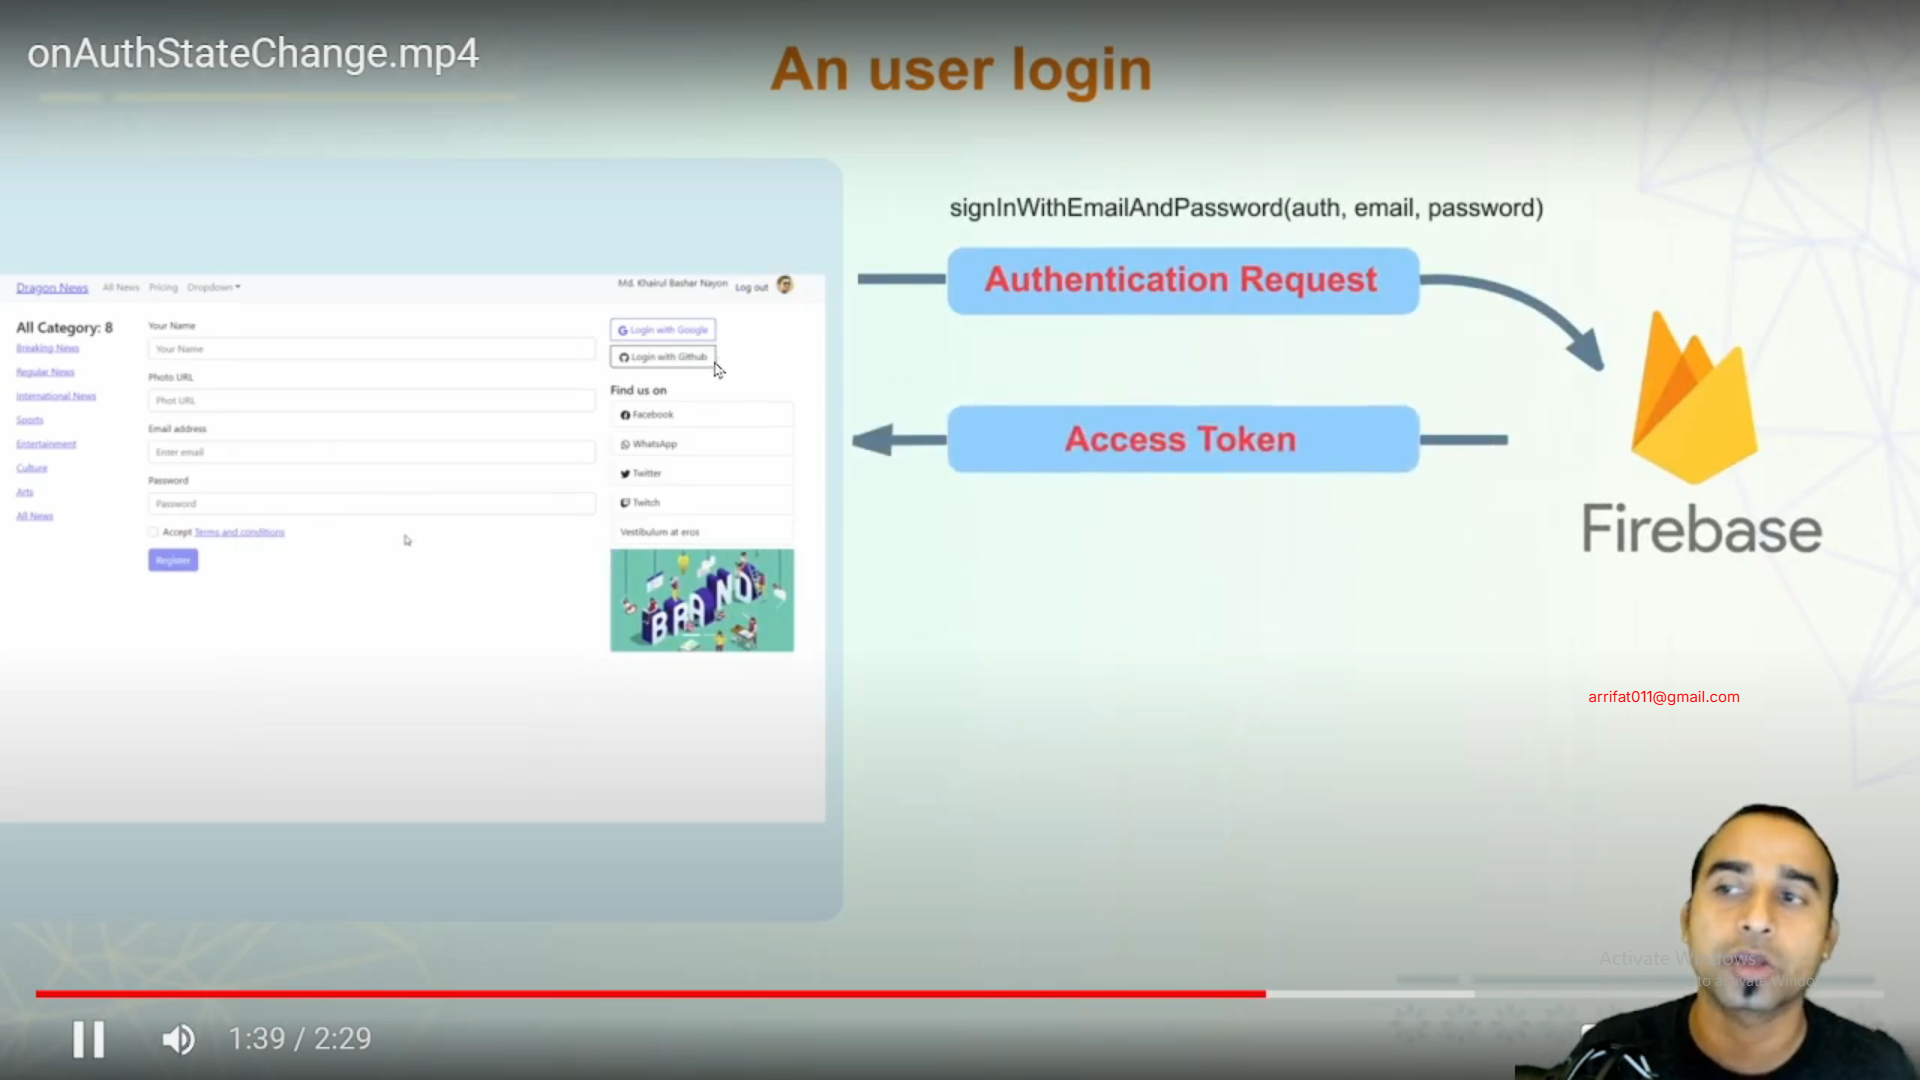 onAuthStateChange.mp4
An user login
signInWithEmailAndPassword(auth, email, password)
Authentication Request
Access Token
Firebase
Dragon News
All News
Pricing
Dropdown
Md. Khairul Bashar Nayon
Log out
All Category: 8
Breaking News
Regular News
International News
Sports
Entertainment
Culture
Arts
All News
Your Name
Your Name
Photo URL
Phot URL
Email address
Enter email
Password
Password
Accept Terms and conditions
Register
Login with Google
Login with Github
Find us on
Facebook
WhatsApp
Twitter
Twitch
Vestibulum at eros
BRAND
arrifat011@gmail.com
Activate Windows
to activate Windo
1:39 / 2:29